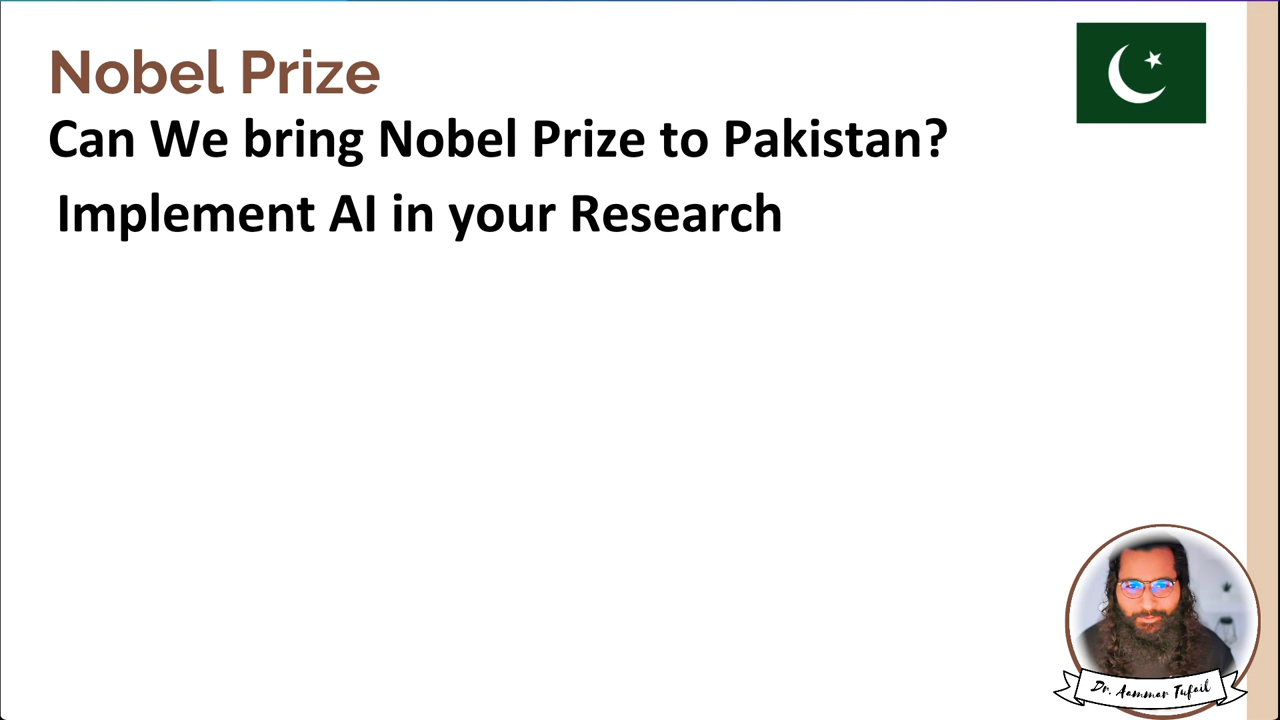 Nobel Prize
Can We bring Nobel Prize to Pakistan?
Implement AI in your Research
Dr. Aammar Tufail